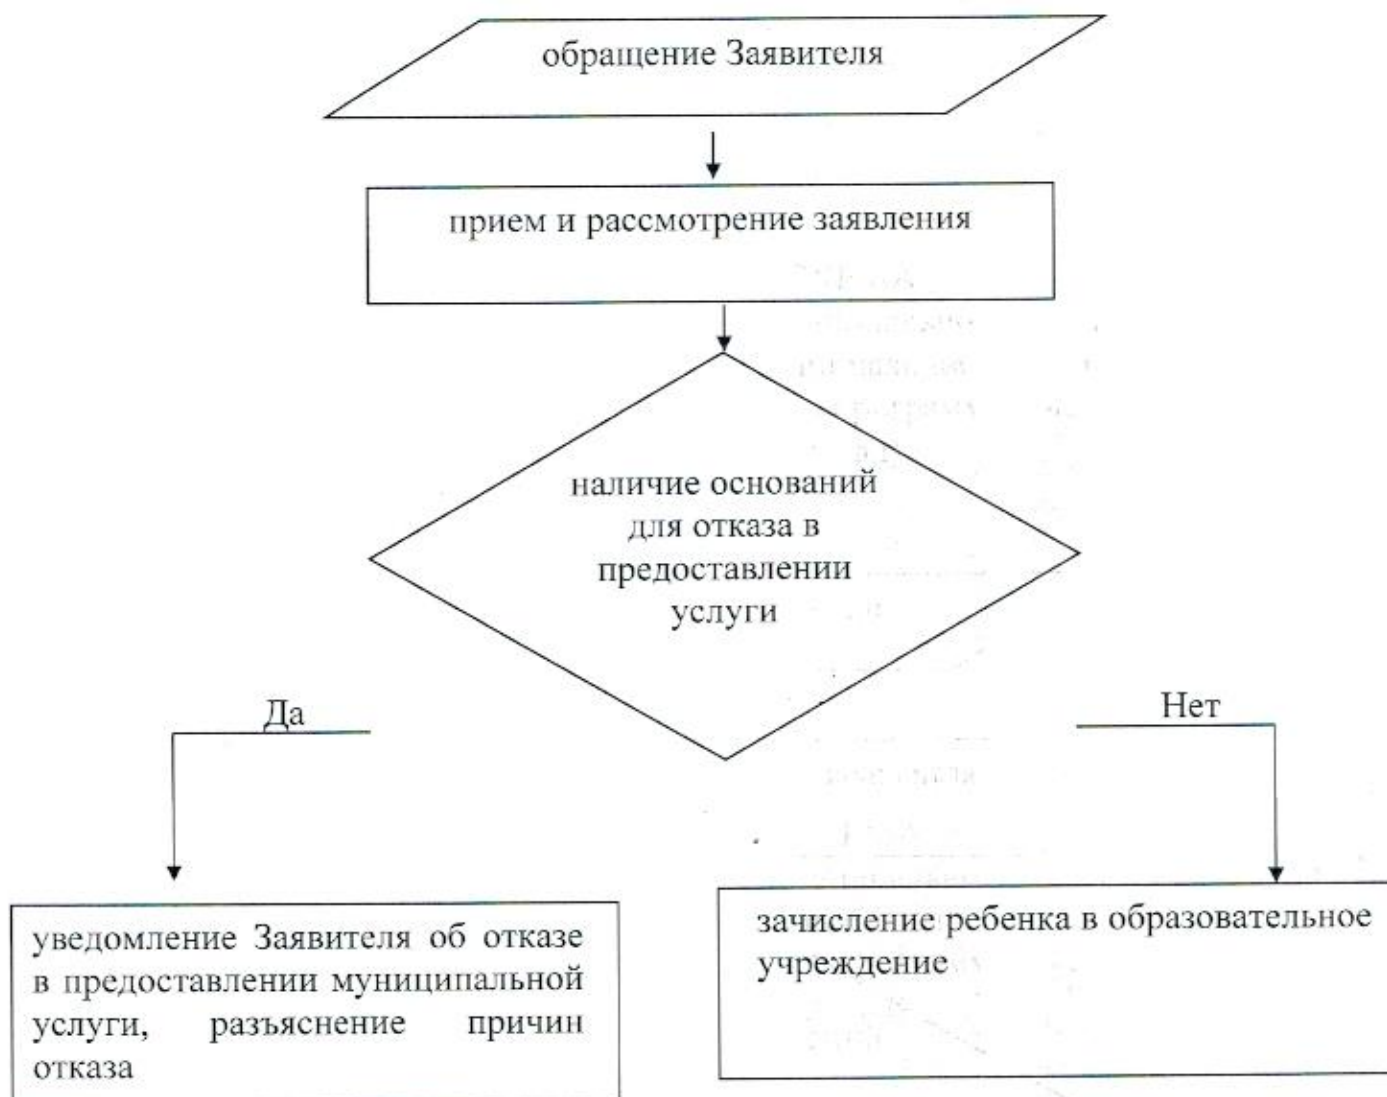 обращение Заявителя
прием и рассмотрение заявления
наличие оснований
для отказа в
предоставлении
услуги
Да
Нет
уведомление Заявителя об отказе
в предоставлении муниципальной
услуги, разъяснение причин
отказа
зачисление ребенка в образовательное
учреждение